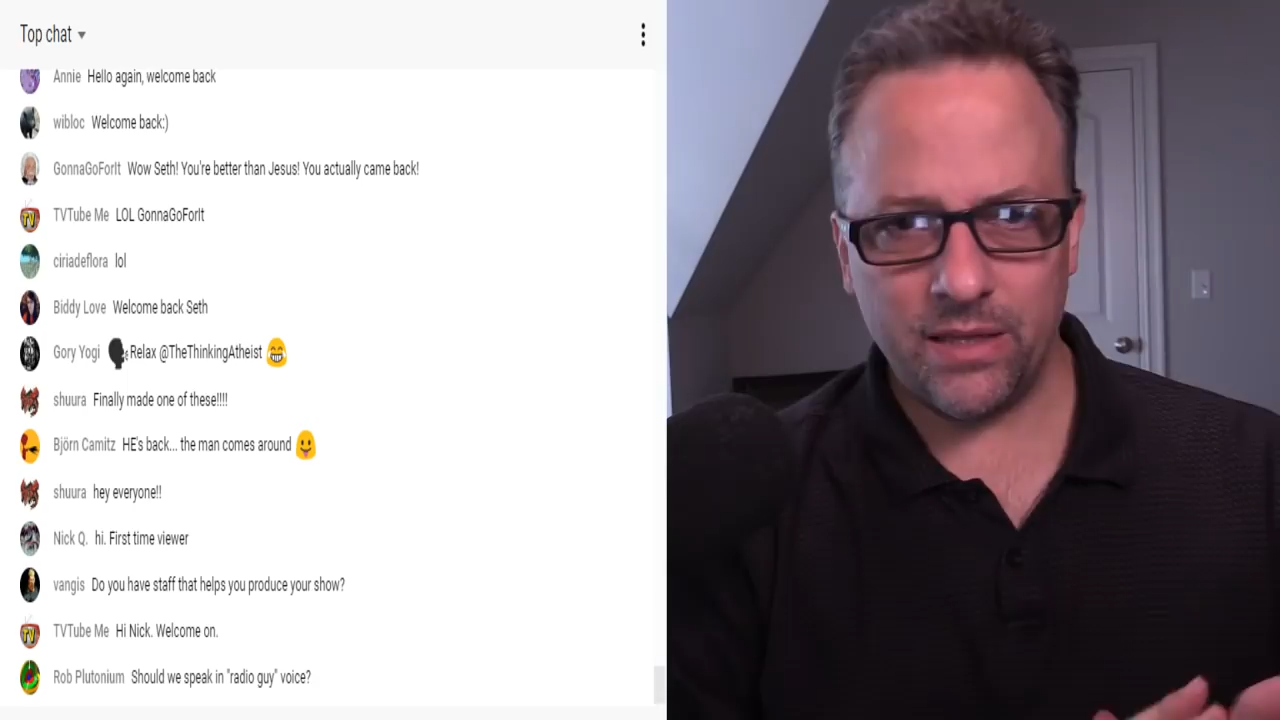 Top chat
Annie Hello again, welcome back
wibloc Welcome back:)
GonnaGoForIt Wow Seth! You're better than Jesus! You actually came back!
TVTube Me LOL GonnaGoForIt
ciriadeflora lol
Biddy Love Welcome back Seth
Gory Yogi 🗣Relax @TheThinkingAtheist 😂
shuura Finally made one of these!!!!
Björn Camitz HE's back... the man comes around 😛
shuura hey everyone!!
Nick Q. hi. First time viewer
vangis Do you have staff that helps you produce your show?
TVTube Me Hi Nick. Welcome on.
Rob Plutonium Should we speak in "radio guy" voice?